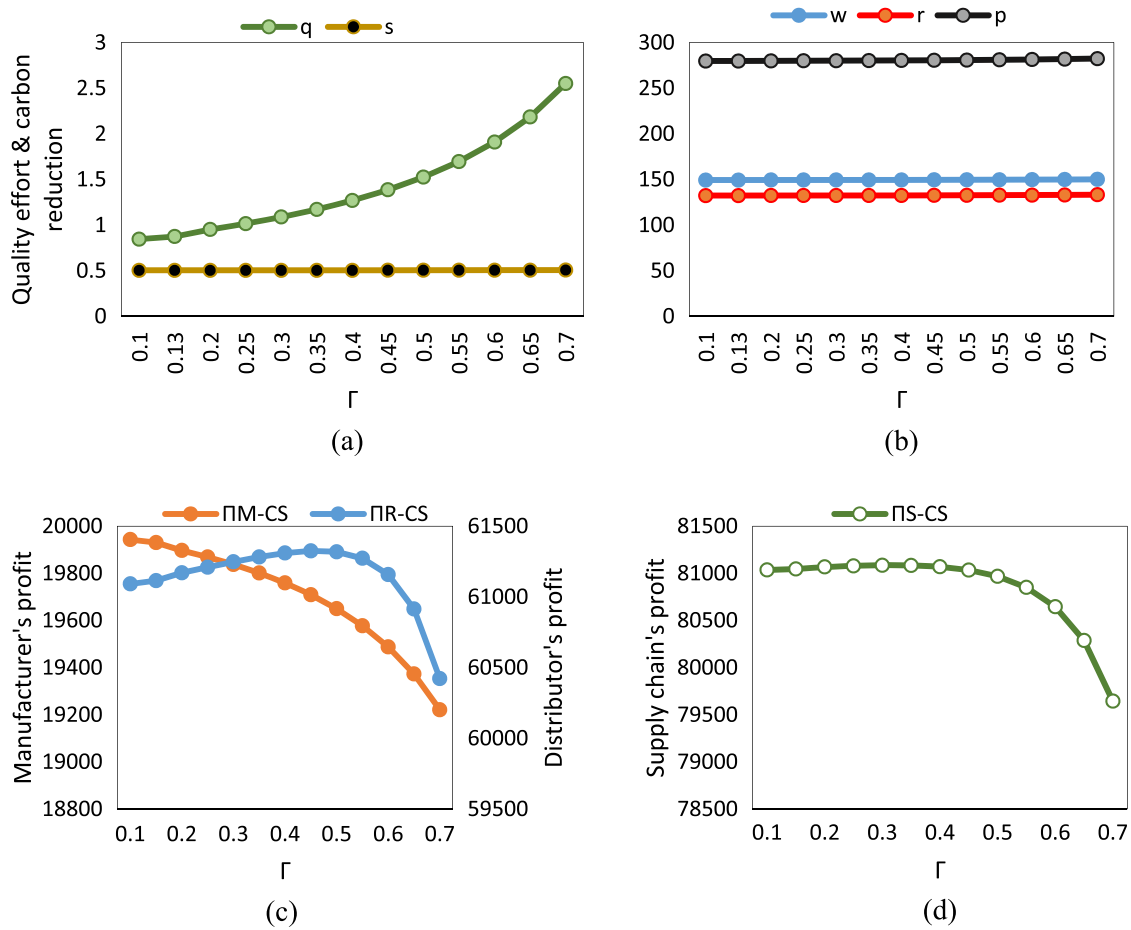 q s
3
2.5
2
1.5
1
0.5
0
Quality effort & carbon
reduction
0.1 0.13 0.2 0.25 0.3 0.35 0.4 0.45 0.5 0.55 0.6 0.65 0.7
Γ
(a)
w r p
300
250
200
150
100
50
0
0.1 0.13 0.2 0.25 0.3 0.35 0.4 0.45 0.5 0.55 0.6 0.65 0.7
Γ
(b)
ΠM-CS ΠR-CS
20000
19800
19600
19400
19200
19000
18800
Manufacturer's profit
61500
61000
60500
60000
59500
Distributor's profit
0.1 0.2 0.3 0.4 0.5 0.6 0.7
Γ
(c)
ΠS-CS
81500
81000
80500
80000
79500
79000
78500
Supply chain's profit
0.1 0.2 0.3 0.4 0.5 0.6 0.7
Γ
(d)